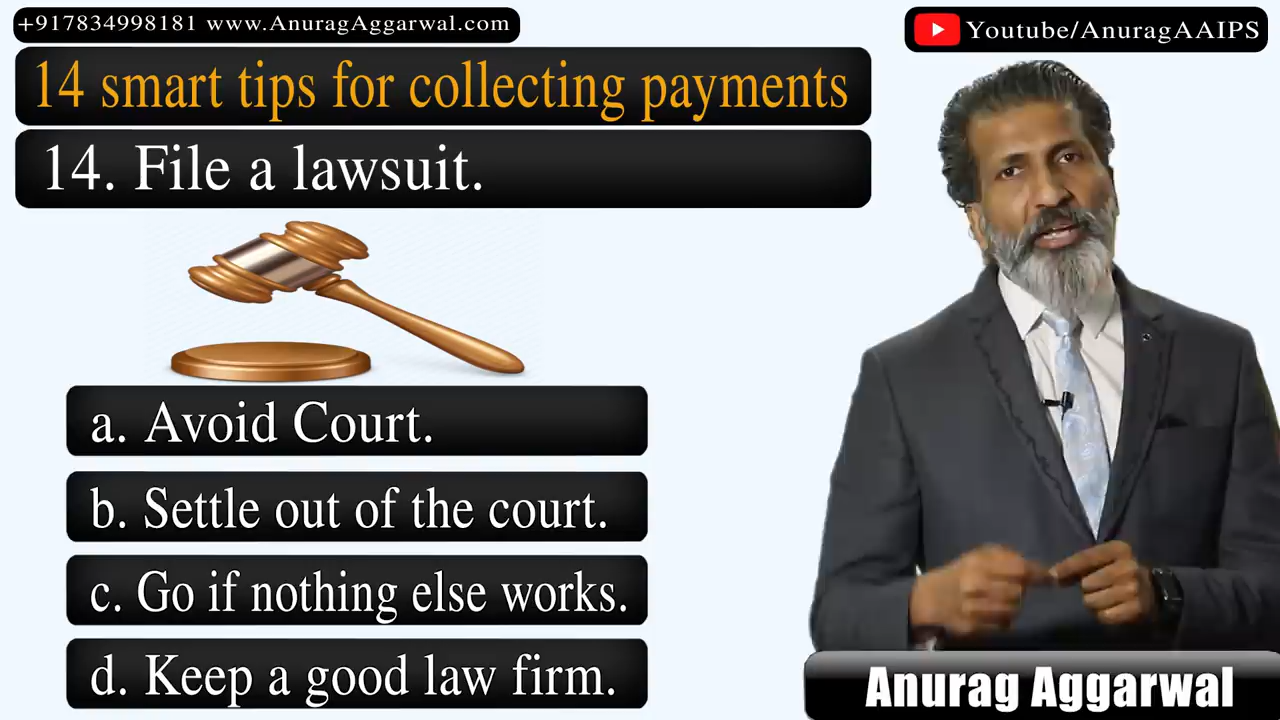 +917834998181 www.AnuragAggarwal.com
Youtube/AnuragAAIPS
14 smart tips for collecting payments
14. File a lawsuit.
a. Avoid Court.
b. Settle out of the court.
c. Go if nothing else works.
d. Keep a good law firm.
Anurag Aggarwal